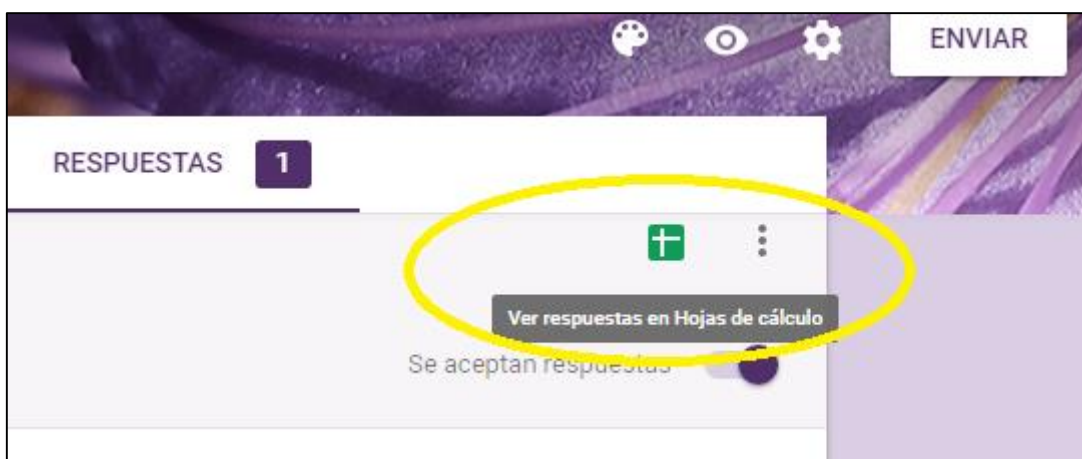 ENVIAR
RESPUESTAS 1
Ver respuestas en Hojas de cálculo
Se aceptan respuestas